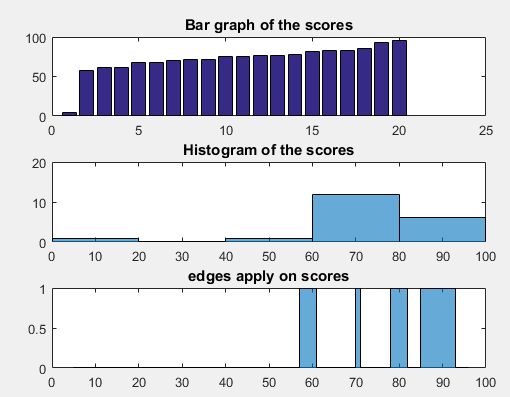 Bar graph of the scores
100
50
0
0 5 10 15 20 25
Histogram of the scores
20
10
0
0 10 20 30 40 50 60 70 80 90 100
edges apply on scores
1
0.5
0
0 10 20 30 40 50 60 70 80 90 100